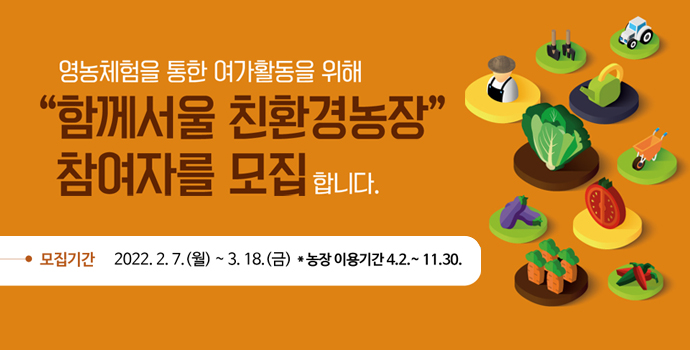 영농체험을 통한 여가활동을 위해
“함께서울 친환경농장”
참여자를 모집 합니다.
모집기간 2022. 2. 7.(월) ~ 3. 18.(금) *농장 이용기간 4.2.~ 11.30.